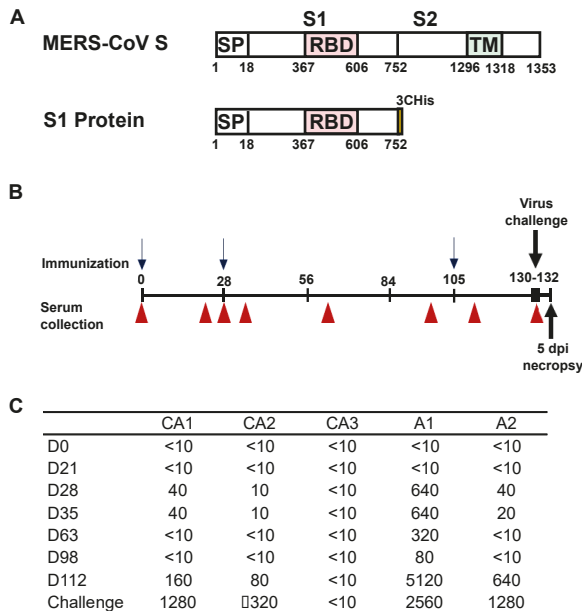 A
S1 S2
MERS-CoV S SP RBD TM
1 18 367 606 752 1296 1318 1353
3CHis
S1 Protein SP RBD
1 18 367 606 752
B
Virus
challenge
Immunization
0 28 56 84 105 130-132
Serum
collection
5 dpi
necropsy
C
CA1 CA2 CA3 A1 A2
D0 <10 <10 <10 <10 <10
D21 <10 <10 <10 <10 <10
D28 40 10 <10 640 40
D35 40 10 <10 640 20
D63 <10 <10 <10 320 <10
D98 <10 <10 <10 80 <10
D112 160 80 <10 5120 640
Challenge 1280 ▯320 <10 2560 1280